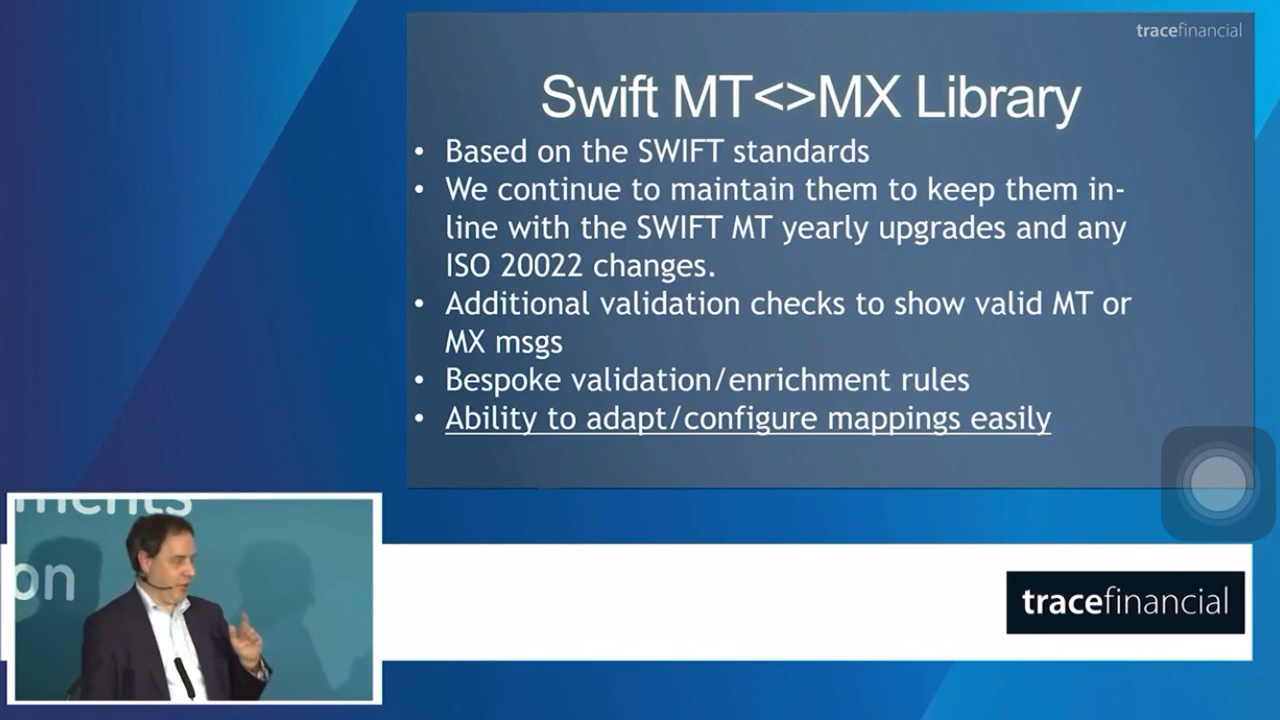 tracefinancial
Swift MT<>MX Library
• Based on the SWIFT standards
• We continue to maintain them to keep them in-
line with the SWIFT MT yearly upgrades and any
ISO 20022 changes.
• Additional validation checks to show valid MT or
MX msgs
• Bespoke validation/enrichment rules
• Ability to adapt/configure mappings easily
ments
on
tracefinancial